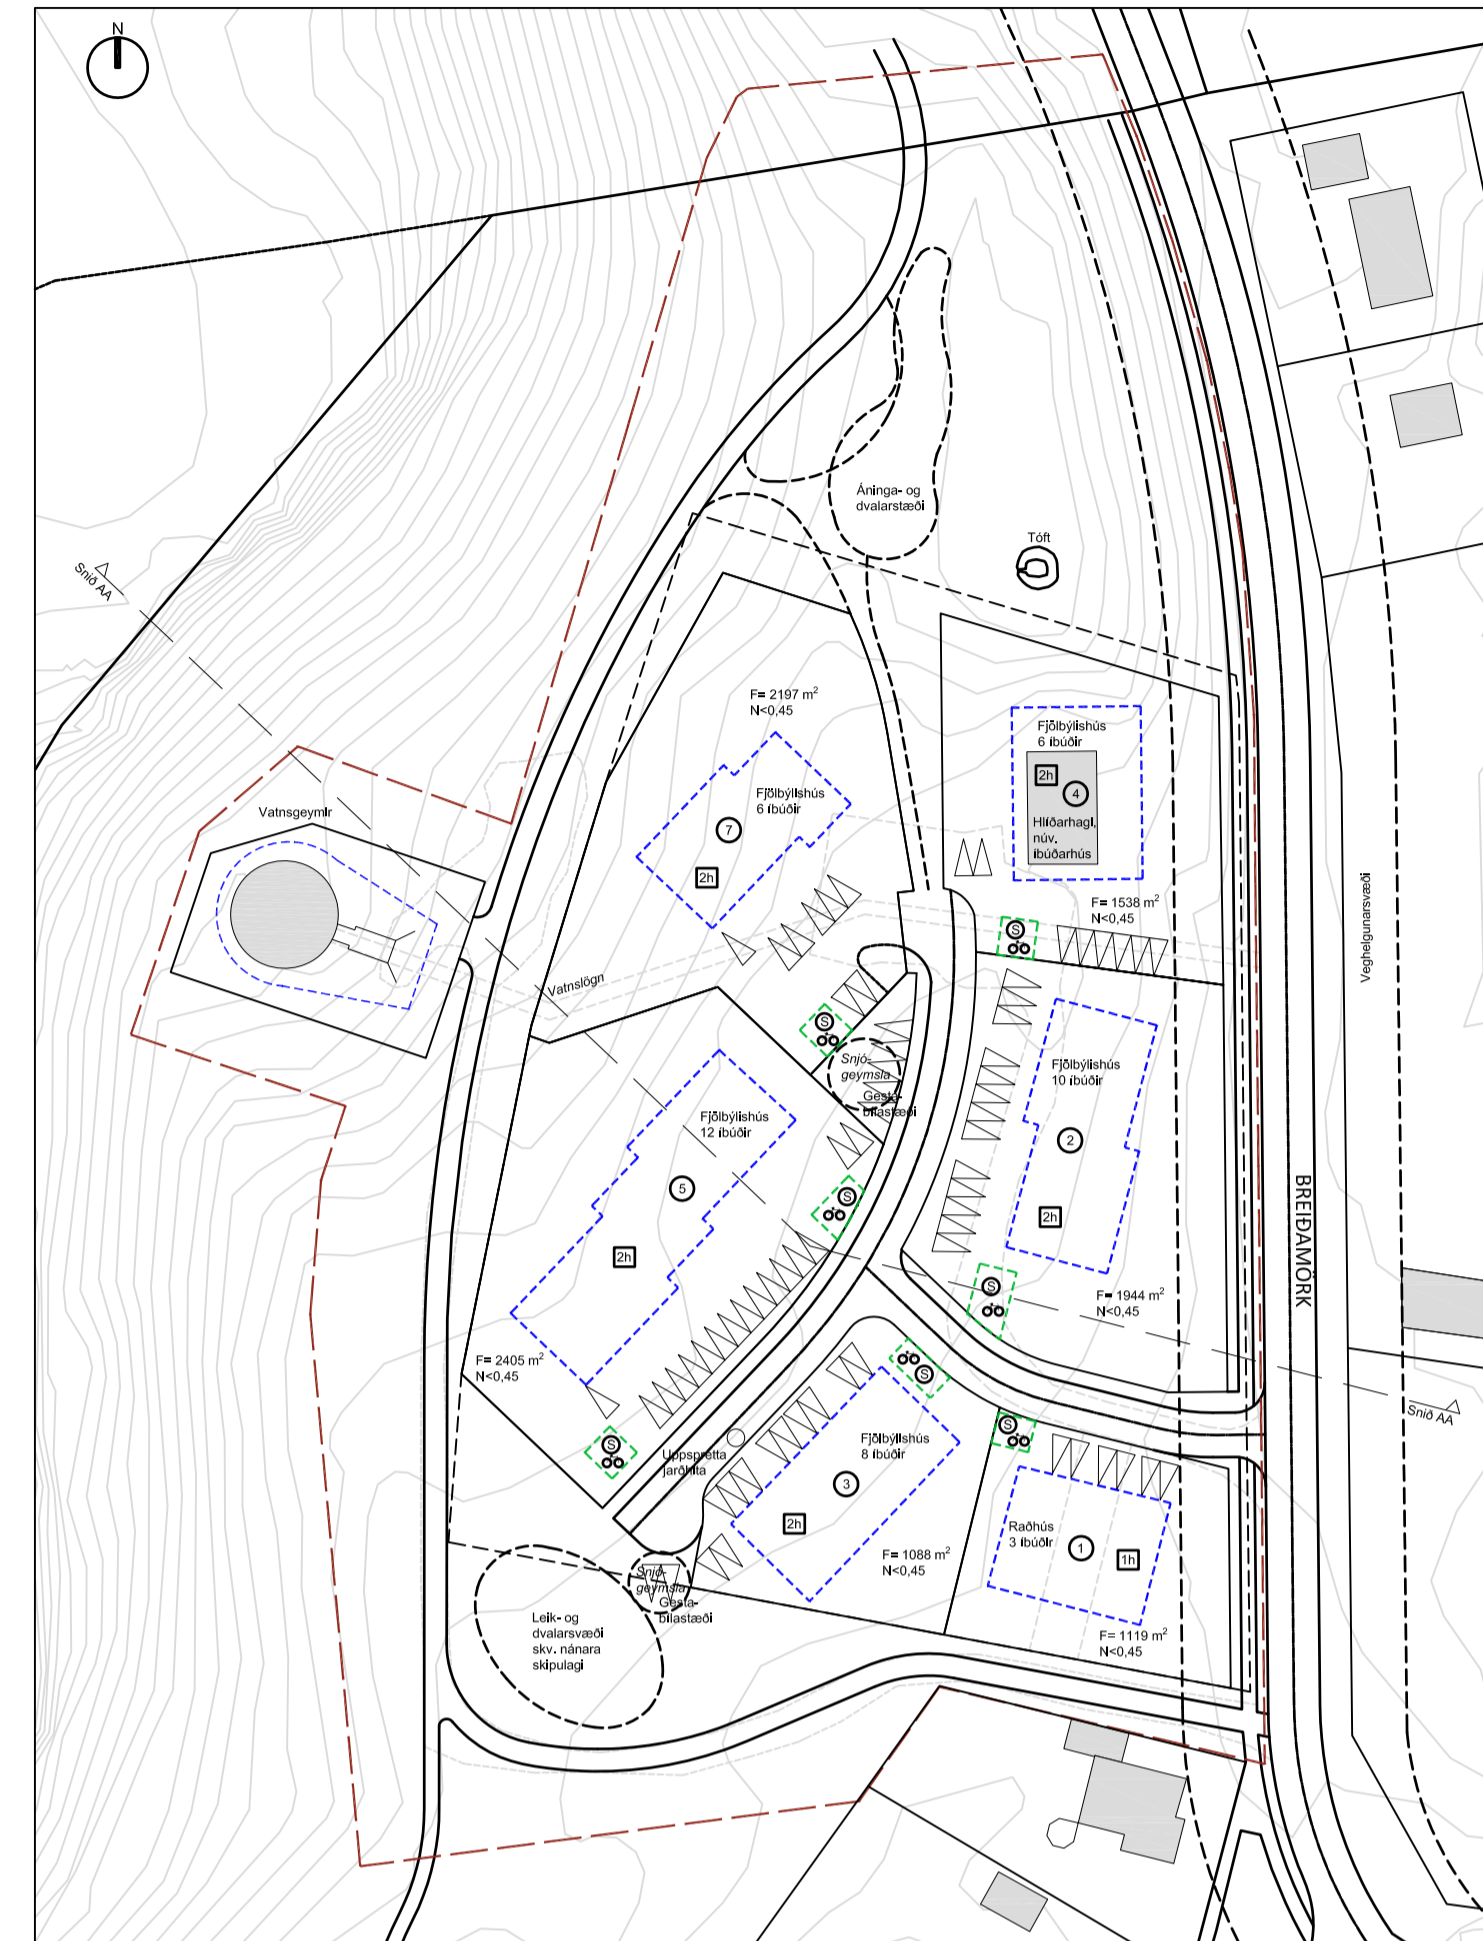 N
Áninga- og
dvalarstæði
Tóft
Snið AA
F= 2197 m²
N<0,45
Fjölbýlishús
6 íbúðir
7
2h
Fjölbýlishús
6 íbúðir
2h
4
Hlíðarhagi,
núv.
íbúðarhús
F= 1538 m²
N<0,45
Vatnsgeymir
Veghelgunarsvæði
Vatnslögn
S
S
Snjó-
geymsla
Gesta-
bílastæði
Fjölbýlishús
10 íbúðir
2
2h
Fjölbýlishús
12 íbúðir
5
2h
S
S
F= 1944 m²
N<0,45
BREIÐAMÖRK
F= 2405 m²
N<0,45
Snið AA
S
S
S
Uppspretta
jarðhita
Fjölbýlishús
8 íbúðir
3
2h
F= 1088 m²
N<0,45
Raðhús
3 íbúðir
1
1h
F= 1119 m²
N<0,45
Snjó-
geymsla
Gesta-
bílastæði
Leik- og
dvalarsvæði
skv. nánara
skipulagi